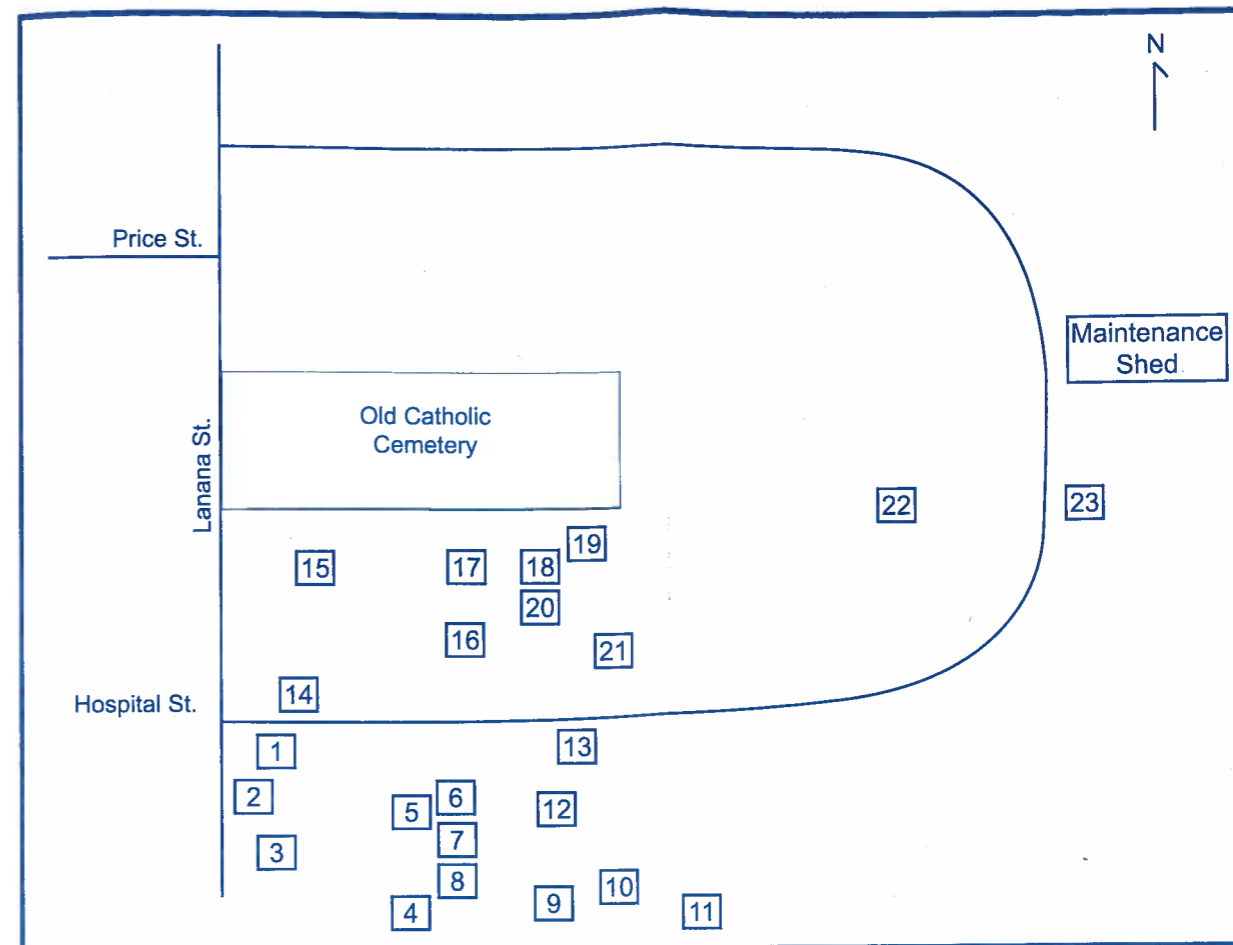 N
Price St.
Maintenance
Shed
Old Catholic
Cemetery
Lanana St.
22
23
19
15
17
18
20
16
21
14
Hospital St.
13
1
2
6
5
12
7
3
8
10
9
4
11